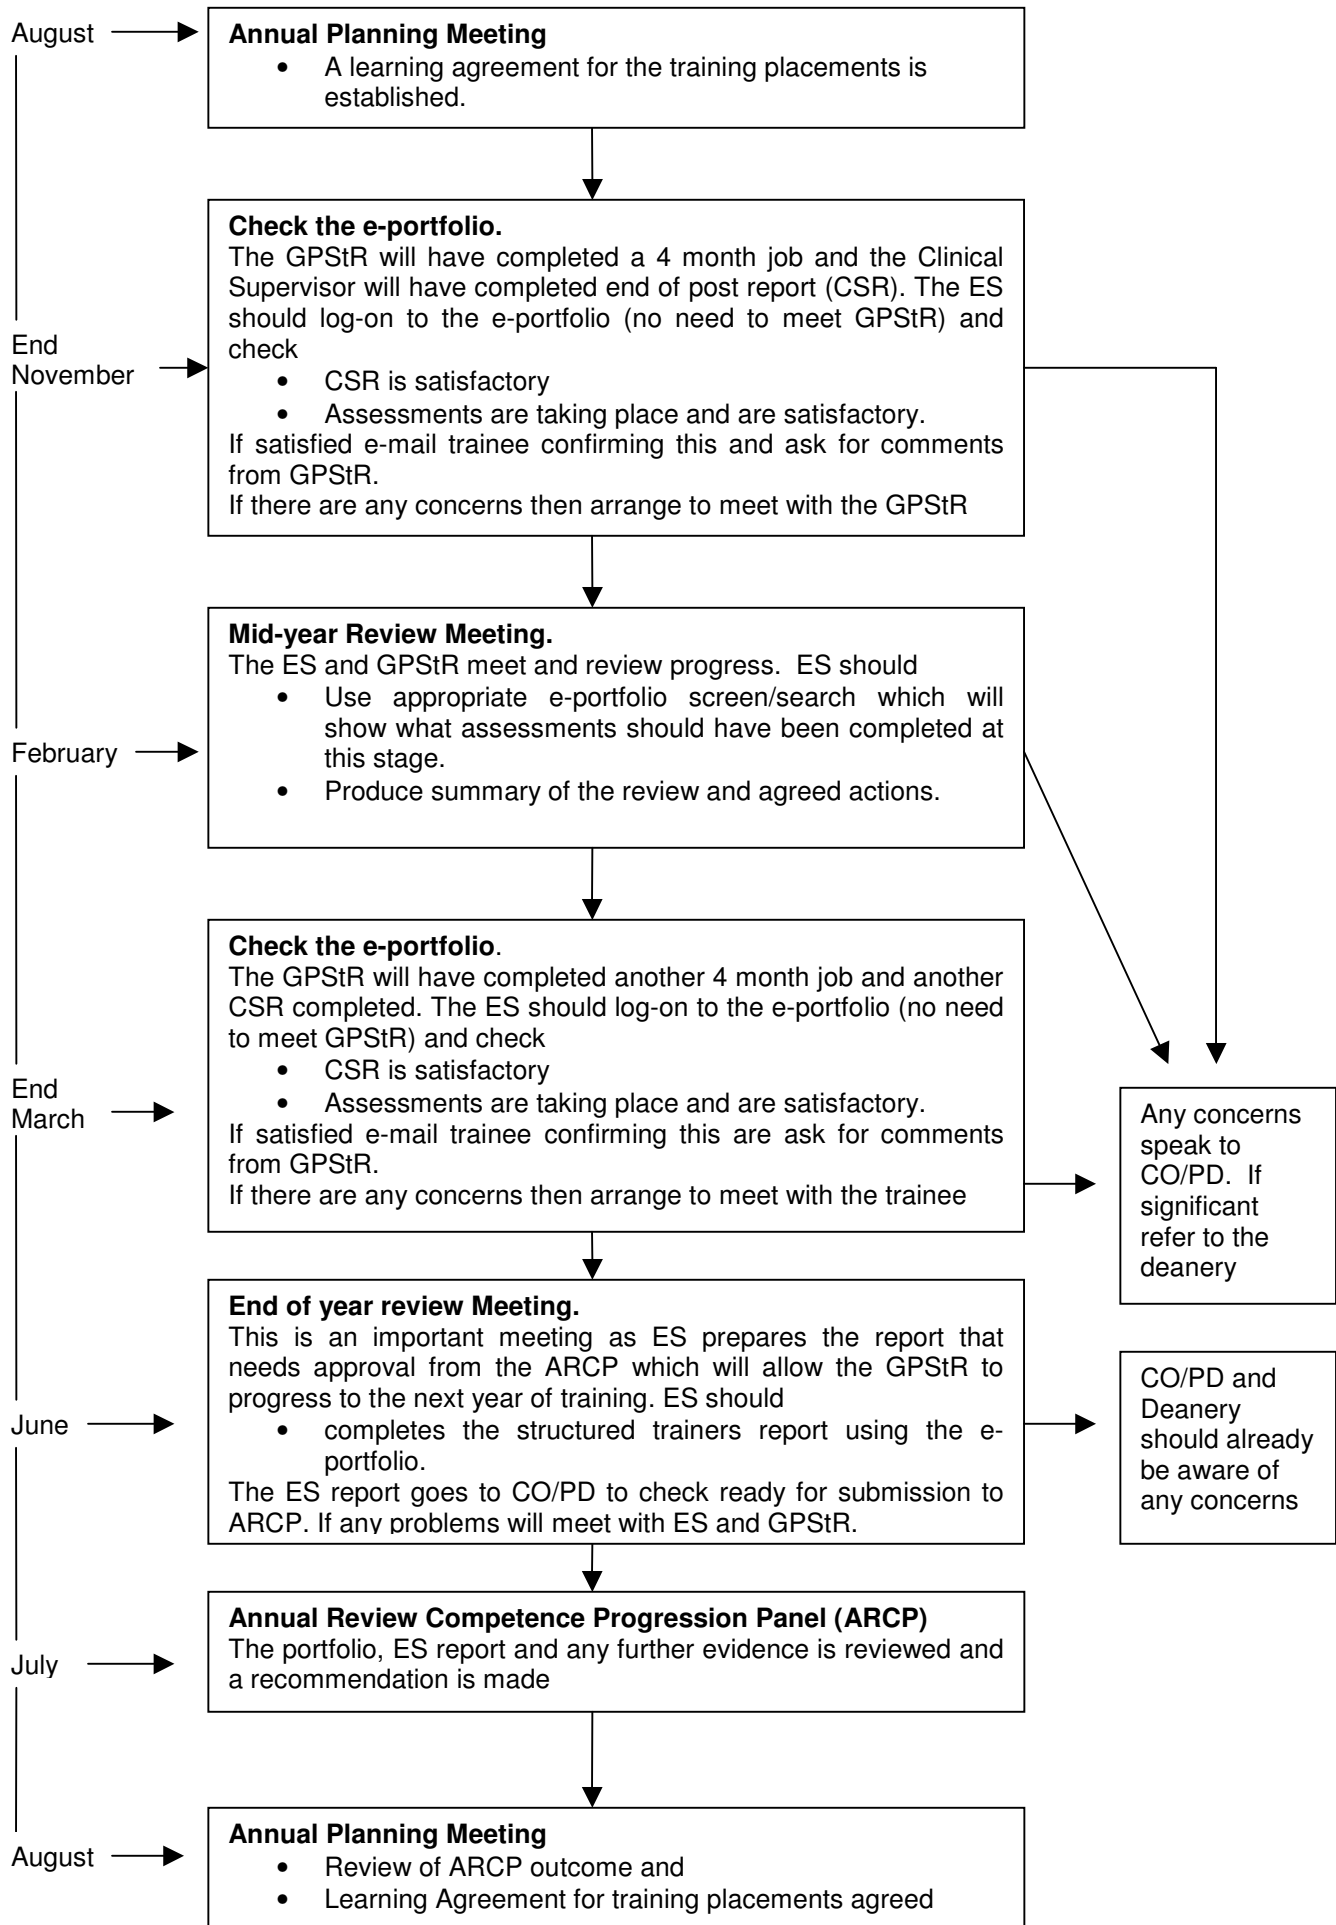 August
Annual Planning Meeting
• A learning agreement for the training placements is
established.
End
November
Check the e-portfolio.
The GPStR will have completed a 4 month job and the Clinical
Supervisor will have completed end of post report (CSR). The ES
should log-on to the e-portfolio (no need to meet GPStR) and
check
• CSR is satisfactory
• Assessments are taking place and are satisfactory.
If satisfied e-mail trainee confirming this and ask for comments
from GPStR.
If there are any concerns then arrange to meet with the GPStR
February
Mid-year Review Meeting.
The ES and GPStR meet and review progress. ES should
• Use appropriate e-portfolio screen/search which will
show what assessments should have been completed at
this stage.
• Produce summary of the review and agreed actions.
End
March
Check the e-portfolio.
The GPStR will have completed another 4 month job and another
CSR completed. The ES should log-on to the e-portfolio (no need
to meet GPStR) and check
• CSR is satisfactory
• Assessments are taking place and are satisfactory.
If satisfied e-mail trainee confirming this are ask for comments
from GPStR.
If there are any concerns then arrange to meet with the trainee
Any concerns
speak to
CO/PD. If
significant
refer to the
deanery
June
End of year review Meeting.
This is an important meeting as ES prepares the report that
needs approval from the ARCP which will allow the GPStR to
progress to the next year of training. ES should
• completes the structured trainers report using the e-
portfolio.
The ES report goes to CO/PD to check ready for submission to
ARCP. If any problems will meet with ES and GPStR.
CO/PD and
Deanery
should already
be aware of
any concerns
July
Annual Review Competence Progression Panel (ARCP)
The portfolio, ES report and any further evidence is reviewed and
a recommendation is made
August
Annual Planning Meeting
• Review of ARCP outcome and
• Learning Agreement for training placements agreed